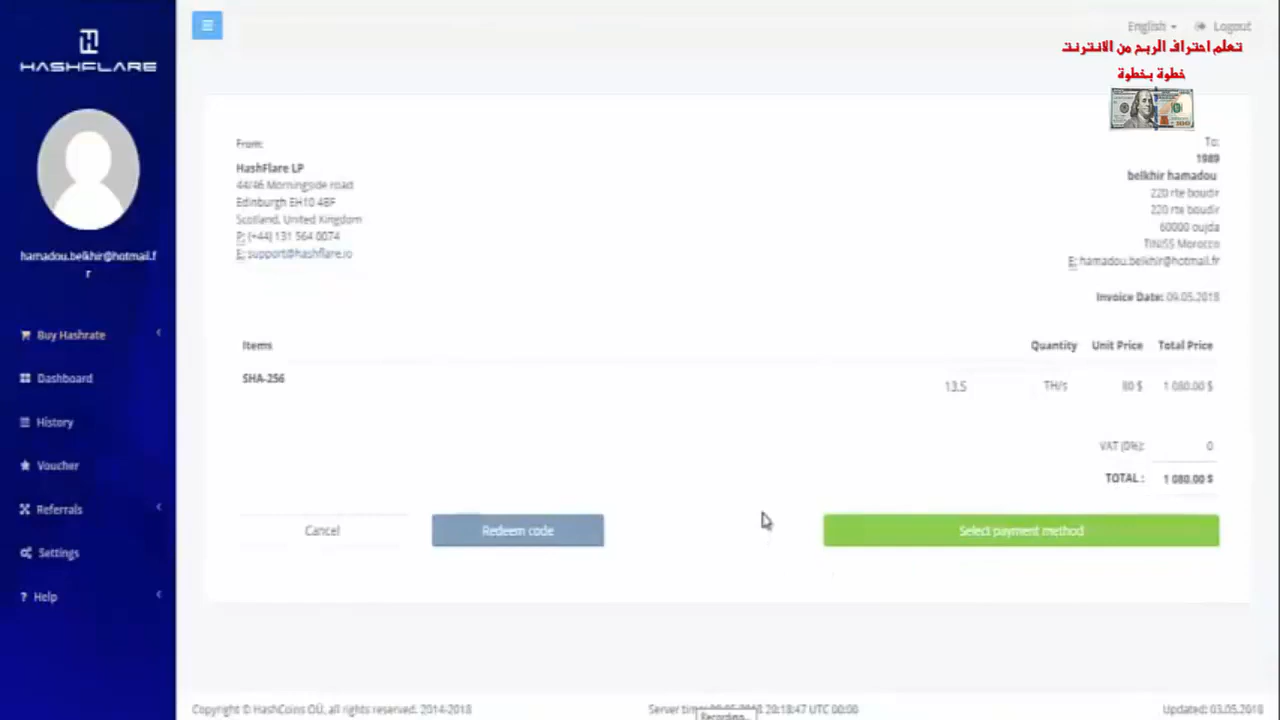 HASHFLARE
hamadou.belkhir@hotmail.f
r
Buy Hashrate
Dashboard
History
Voucher
Referrals
Settings
? Help
English
Logout
تعلم احتراف الربح من الانترنت
خطوة بخطوة
From:
HashFlare LP
44/46 Morningside road
Edinburgh EH10 4BF
Scotland, United Kingdom
P: (+44) 131 564 0074
E: support@hashflare.io
To:
1989
belkhir hamadou
220 rte boudir
220 rte boudir
60000 oujda
Morocco
E: hamadou.belkhir@hotmail.fr
Invoice Date: 09.05.2018
Items Quantity Unit Price Total Price
SHA-256 13.5 TH/s 80 $ 1 080.00 $
VAT (0%): 0
TOTAL : 1 080.00 $
Cancel
Redeem code
Select payment method
Copyright © HashCoins OÜ, all rights reserved. 2014-2018
Server 20:18:47 UTC 00:00
Updated: 03.05.2018
Recording...